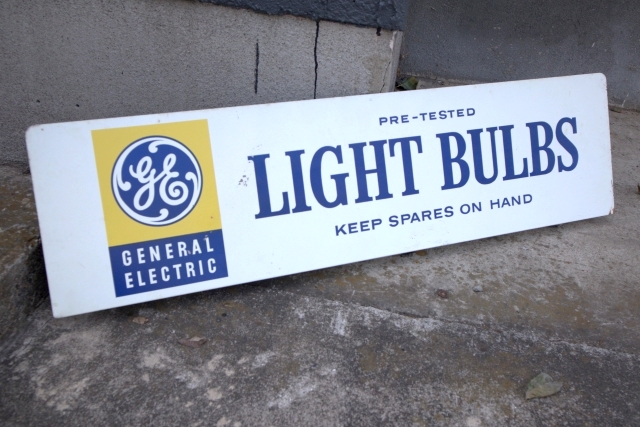 GE
GENERAL
ELECTRIC
PRE-TESTED
LIGHT BULBS
KEEP SPARES ON HAND